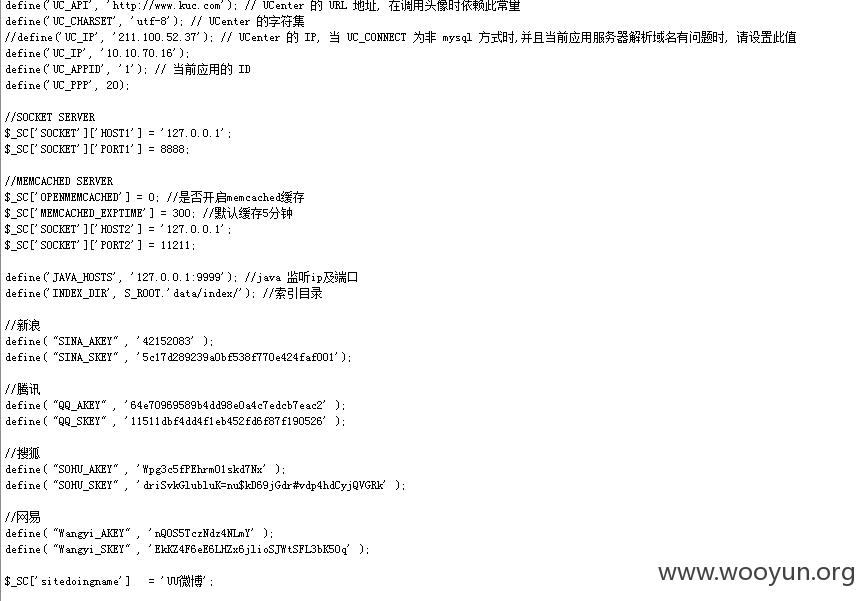 define('UC_API', 'http://www.kuc.com'); // UCenter 的 URL 地址, 在调用头像时依赖此常量
define('UC_CHARSET', 'utf-8'); // UCenter 的字符集
//define('UC_IP', '211.100.52.37'); // UCenter 的 IP, 当 UC_CONNECT 为非 mysql 方式时,并且当前应用服务器解析域名有问题时, 请设置此值
define('UC_IP', '10.10.70.16');
define('UC_APPID', '1'); // 当前应用的 ID
define('UC_PPP', 20);
//SOCKET SERVER
$_SC['SOCKET']['HOST1'] = '127.0.0.1';
$_SC['SOCKET']['PORT1'] = 8888;
//MEMCACHED SERVER
$_SC['OPENMEMCACHED'] = 0; //是否开启memcached缓存
$_SC['MEMCACHED_EXPTIME'] = 300; //默认缓存5分钟
$_SC['SOCKET']['HOST2'] = '127.0.0.1';
$_SC['SOCKET']['PORT2'] = 11211;
define('JAVA_HOSTS', '127.0.0.1:9999'); //java 监听ip及端口
define('INDEX_DIR', S_ROOT.'data/index/'); //索引目录
//新浪
define( "SINA_AKEY" , '42152083' );
define( "SINA_SKEY" , '5c17d289239a0bf538f770e424faf001');
//腾讯
define( "QQ_AKEY" , '64e70969589b4dd98e0a4c7edcb7eac2' );
define( "QQ_SKEY" , '11511dbf4dd4f1eb452fd6f87f190526' );
//搜狐
define( "SOHU_AKEY" , 'Wpg3c5fPEhrmO1skd7Nx' );
define( "SOHU_SKEY" , 'driSvkGlubluK=nu$kD69jGdr#vdp4hdCyjQVGRk' );
//网易
define( "Wangyi_AKEY" , 'nQOS5TczNdz4NLmY' );
define( "Wangyi_SKEY" , 'EkKZ4F6eE6LHZx6jlioSJWtSFL3bK5Oq' );
$_SC['sitedoingname'] = 'UU微博';
www.wooyun.org